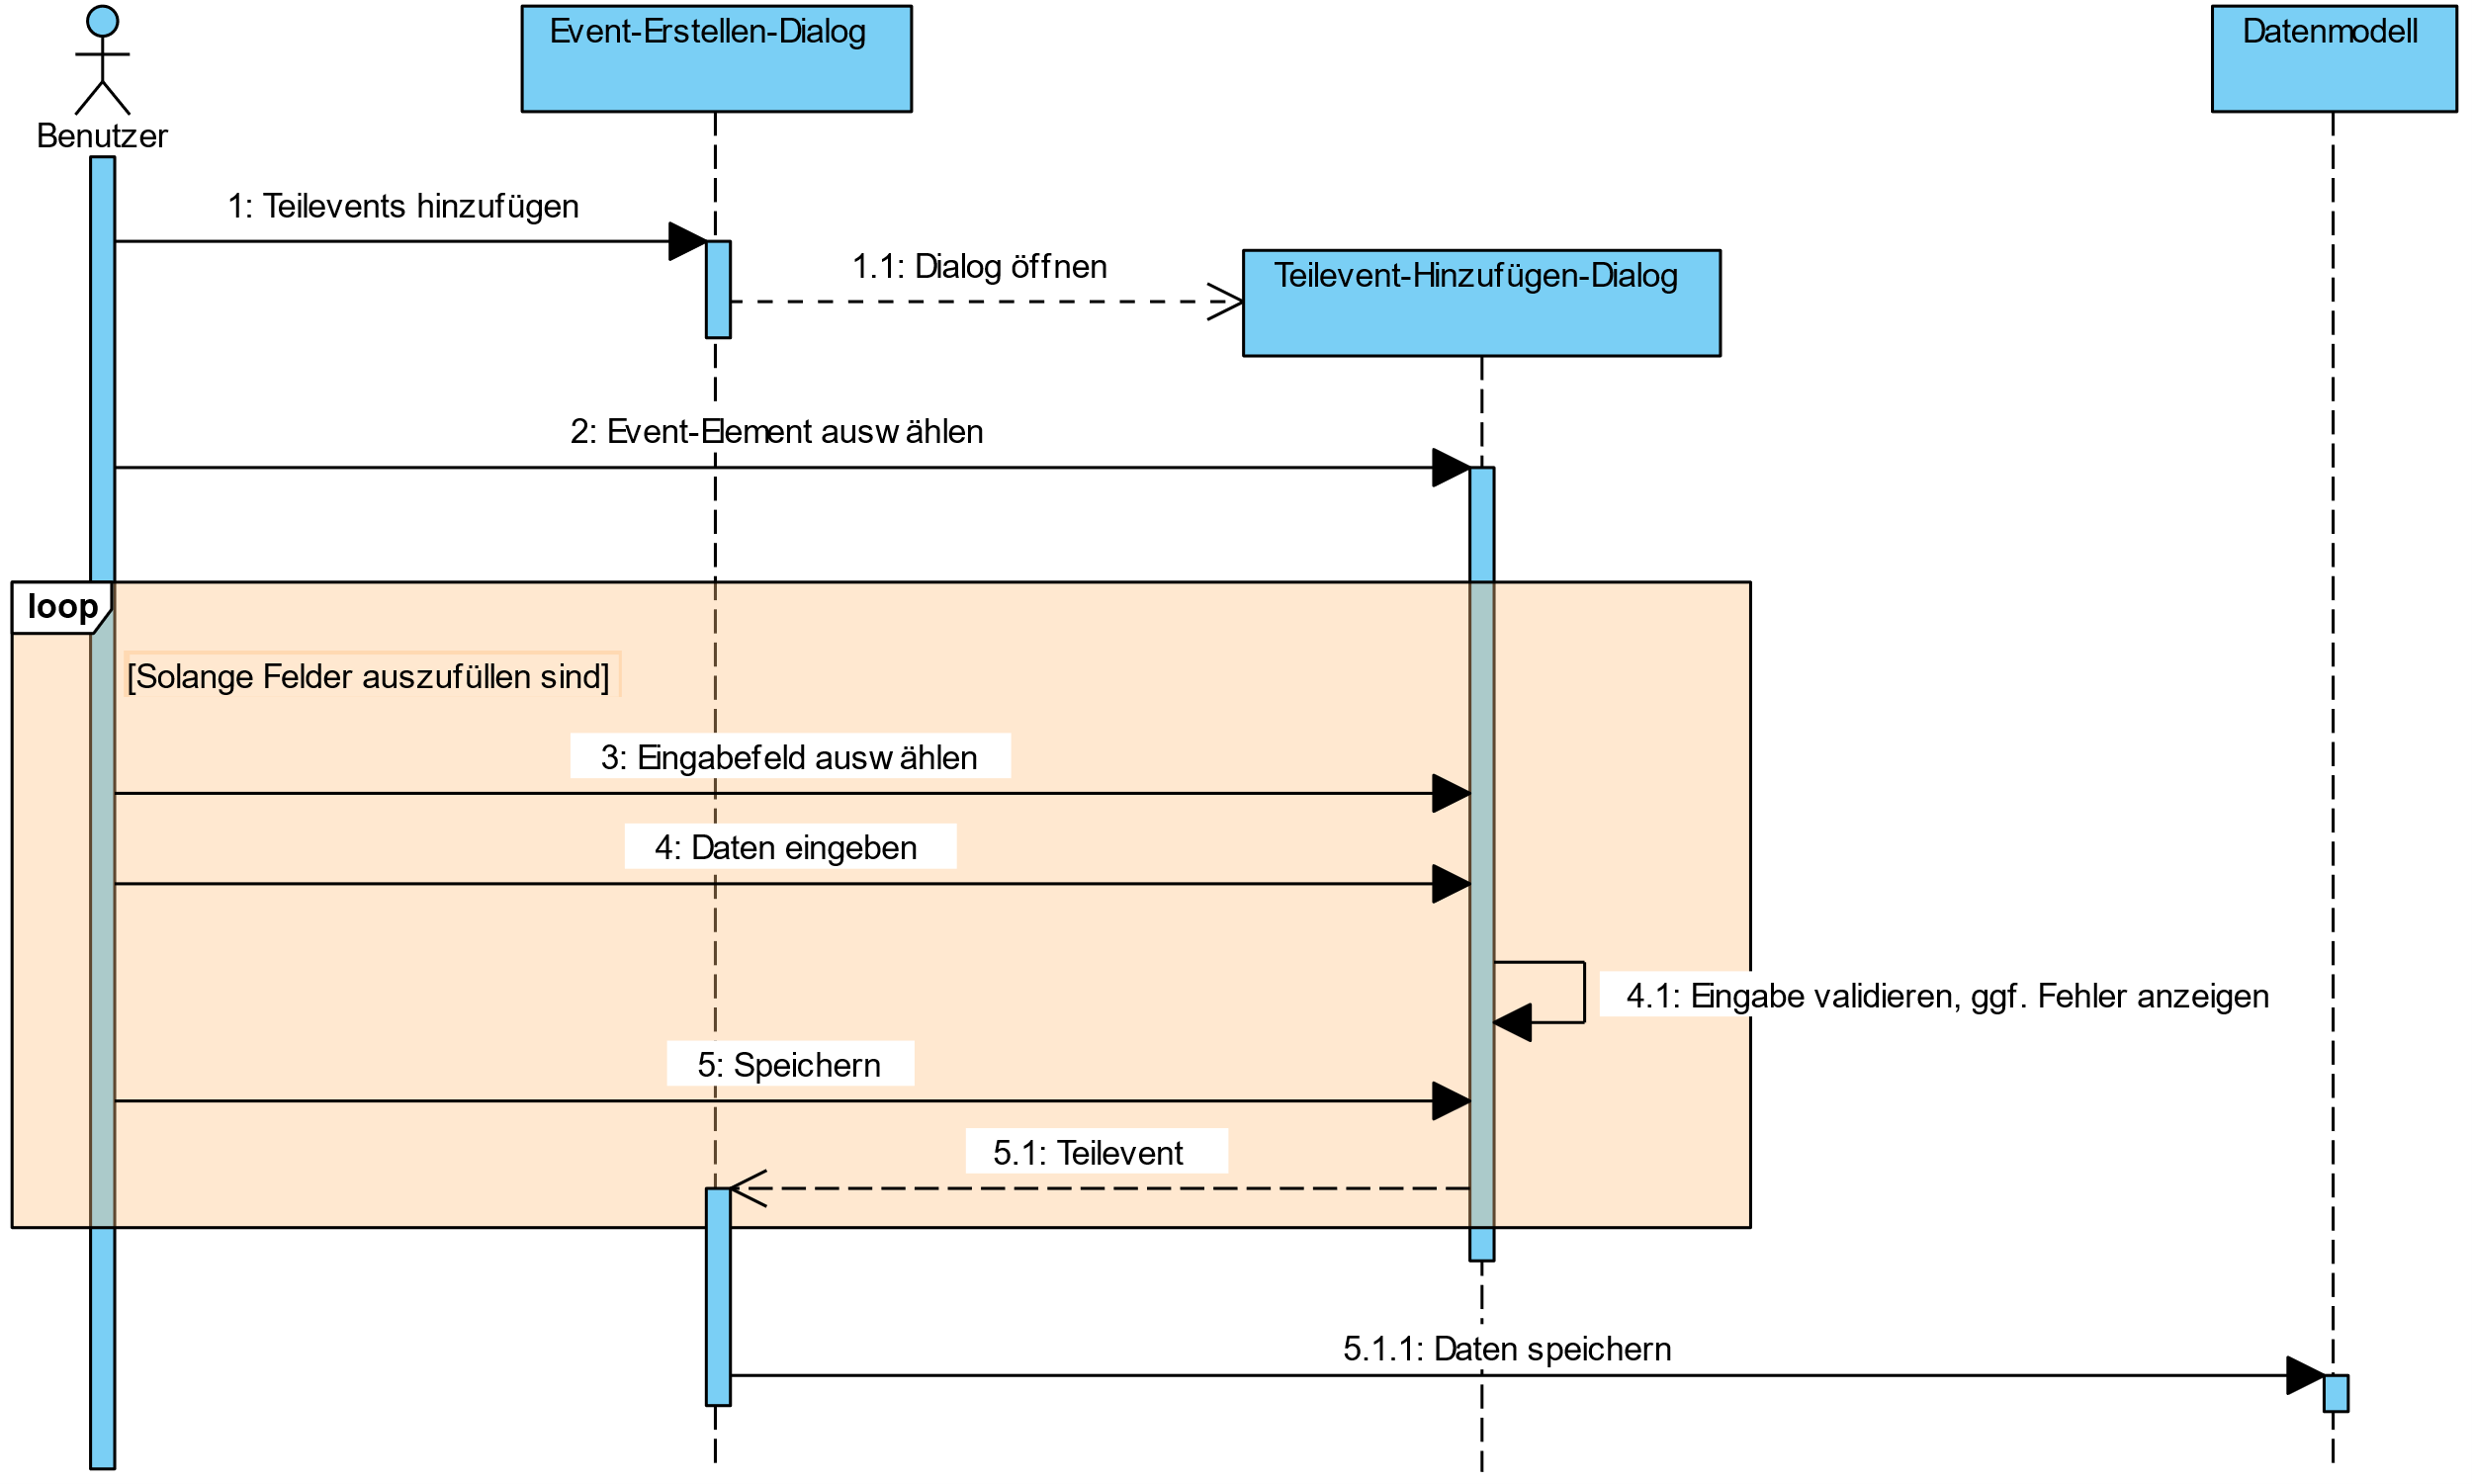 Event-Erstellen-Dialog
Datenmodell
Benutzer
1: Teilevents hinzufügen
1.1: Dialog öffnen
Teilevent-Hinzufügen-Dialog
2: Event-Element auswählen
loop
[Solange Felder auszufüllen sind]
3: Eingabefeld auswählen
4: Daten eingeben
4.1: Eingabe validieren, ggf. Fehler anzeigen
5: Speichern
5.1: Teilevent
5.1.1: Daten speichern